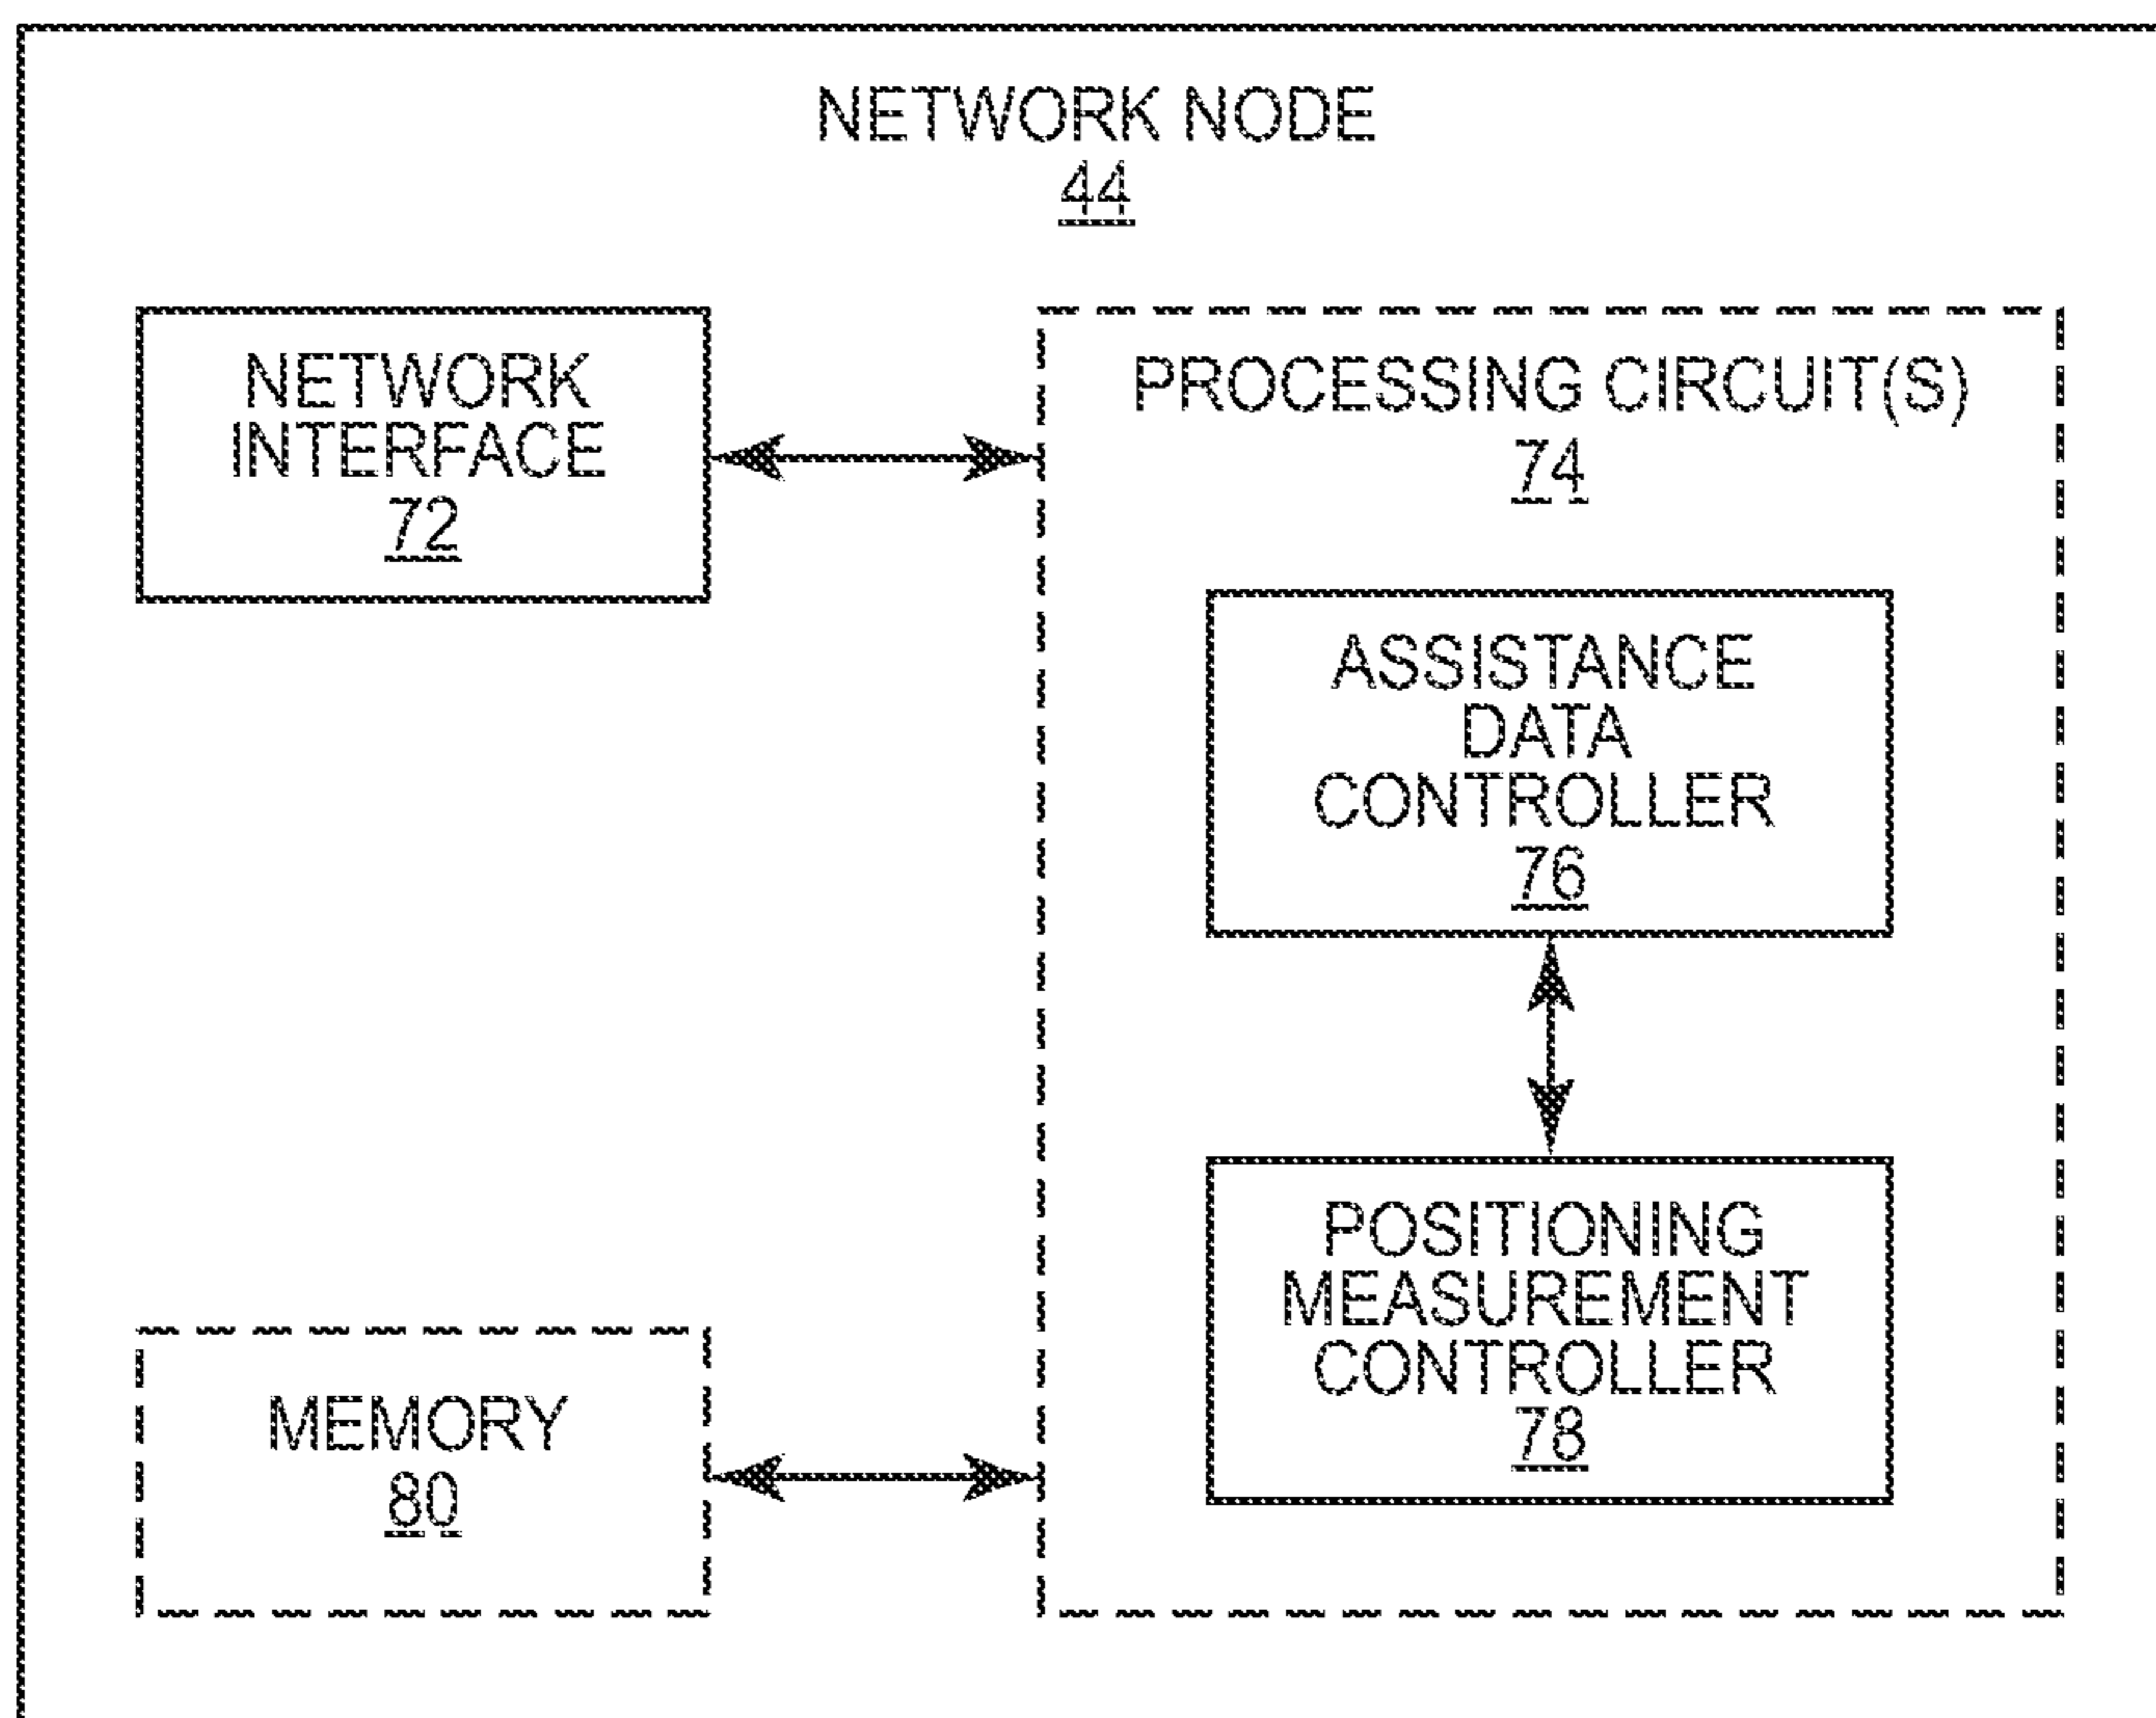 NETWORK NODE
44
NETWORK
INTERFACE
72
PROCESSING CIRCUIT(S)
74
ASSISTANCE
DATA
CONTROLLER
76
POSITIONING
MEASUREMENT
CONTROLLER
78
MEMORY
80